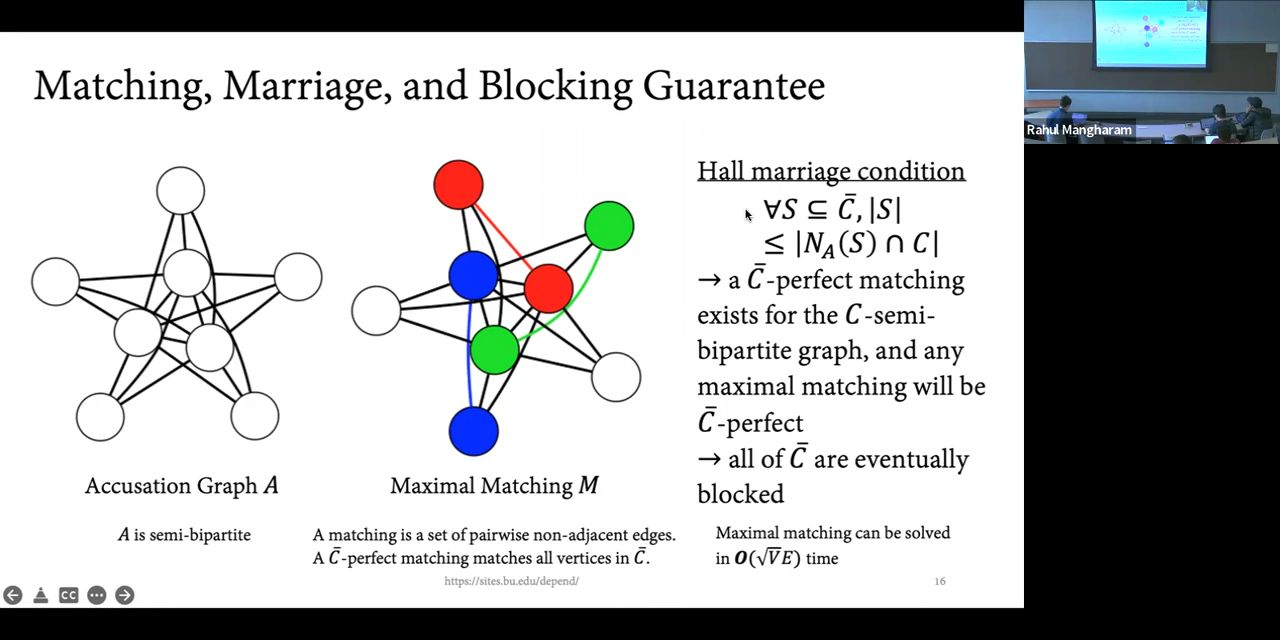 Matching, Marriage, and Blocking Guarantee
Accusation Graph A
A is semi-bipartite
Maximal Matching M
A matching is a set of pairwise non-adjacent edges.
A C̄-perfect matching matches all vertices in C̄.
Hall marriage condition
∀S ⊆ C̄, |S|
≤ |N_A(S) ∩ C|
→ a C̄-perfect matching
exists for the C-semi-
bipartite graph, and any
maximal matching will be
C̄-perfect
→ all of C̄ are eventually
blocked
Maximal matching can be solved
in O(√V E) time
https://sites.bu.edu/depend/
16
CC
Rahul Mangharam